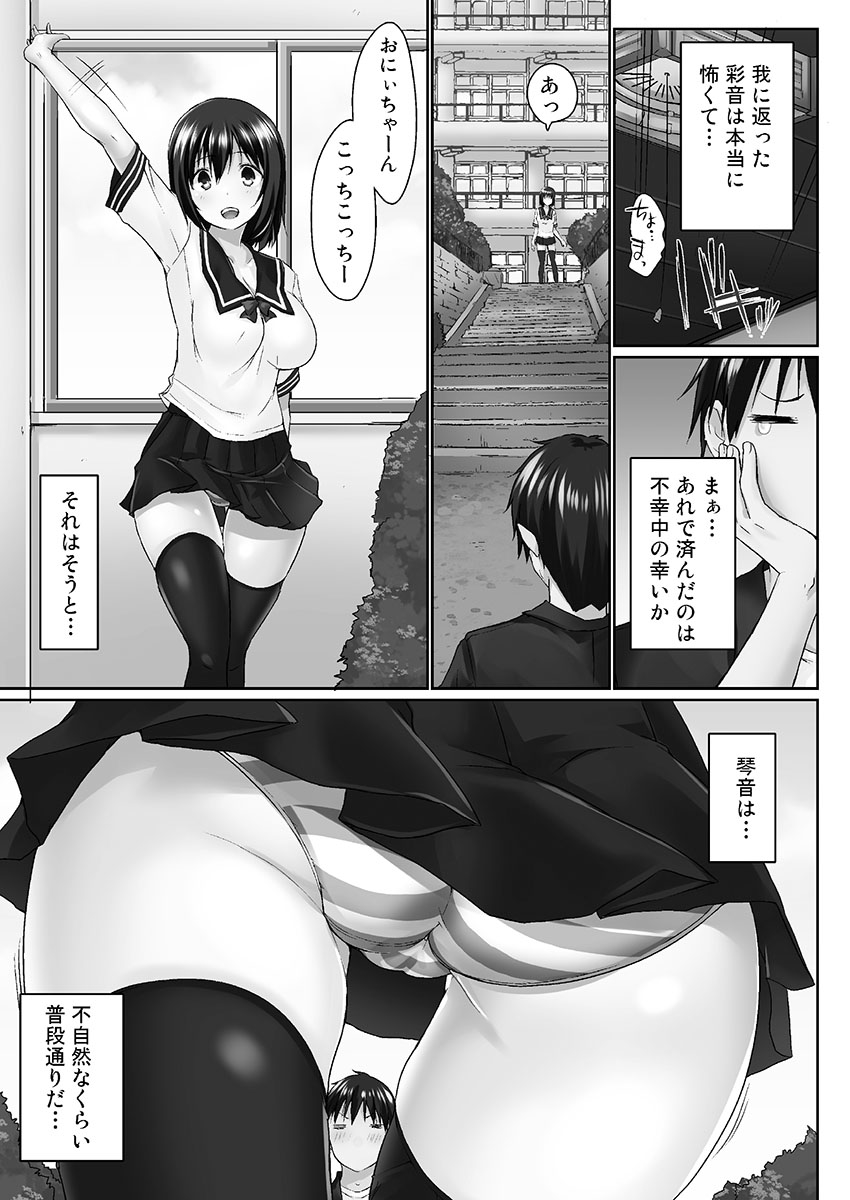 我に返った
彩音は本当に
怖くて…
ちょ…
まっ
まぁ…
あれで済んだのは
不幸中の幸いか
あっ
おにぃちゃーん
こっちこっちー
それはそうと…
琴音は…
不自然なくらい
普段通りだ…